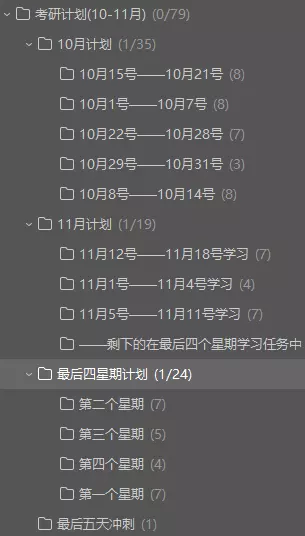 考研计划(10-11月) (0/79)
10月计划 (1/35)
10月15号——10月21号 (8)
10月1号——10月7号 (8)
10月22号——10月28号 (7)
10月29号——10月31号 (3)
10月8号——10月14号 (8)
11月计划 (1/19)
11月12号——11月18号学习 (7)
11月1号——11月4号学习 (4)
11月5号——11月11号学习 (7)
——剩下的在最后四个星期学习任务中
最后四星期计划 (1/24)
第二个星期 (7)
第三个星期 (5)
第四个星期 (4)
第一个星期 (7)
最后五天冲刺 (1)